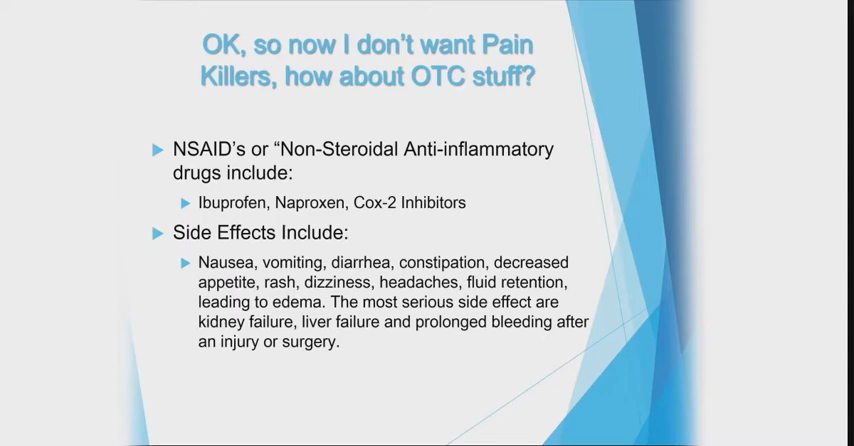 OK, so now I don't want Pain
Killers, how about OTC stuff?
NSAID's or “Non-Steroidal Anti-inflammatory
drugs include:
Ibuprofen, Naproxen, Cox-2 Inhibitors
Side Effects Include:
Nausea, vomiting, diarrhea, constipation, decreased
appetite, rash, dizziness, headaches, fluid retention,
leading to edema. The most serious side effect are
kidney failure, liver failure and prolonged bleeding after
an injury or surgery.